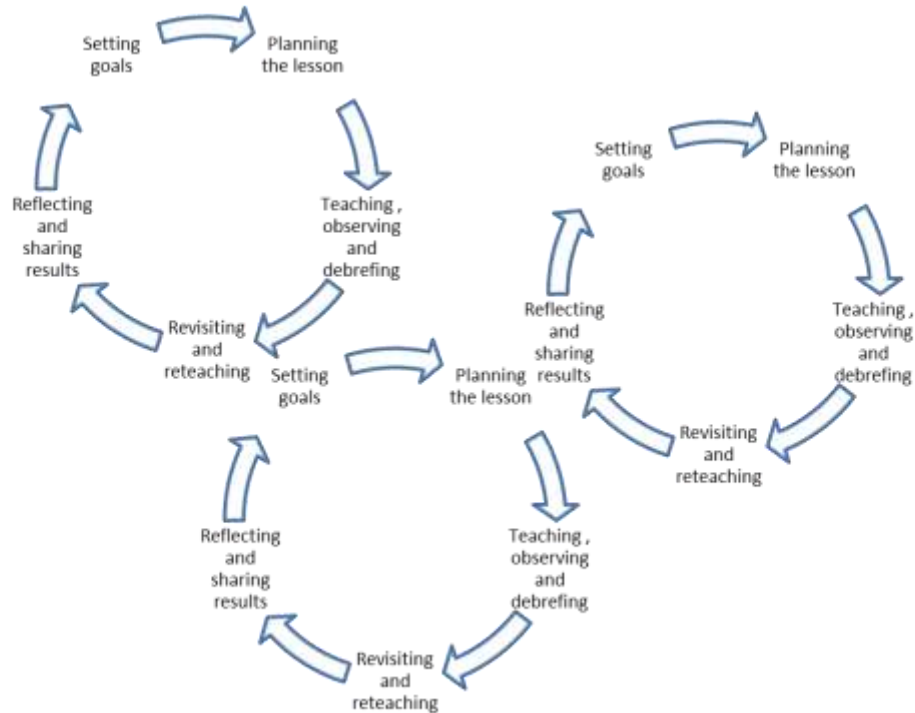 Setting
goals
Planning
the lesson
Teaching ,
observing
and
debrefing
Revisiting
and
reteaching
Reflecting
and
sharing
results
Setting
goals
Planning
the lesson
Teaching ,
observing
and
debrefing
Revisiting
and
reteaching
Reflecting
and
sharing
results
Setting
goals
Planning
the lesson
Teaching ,
observing
and
debrefing
Revisiting
and
reteaching
Reflecting
and
sharing
results